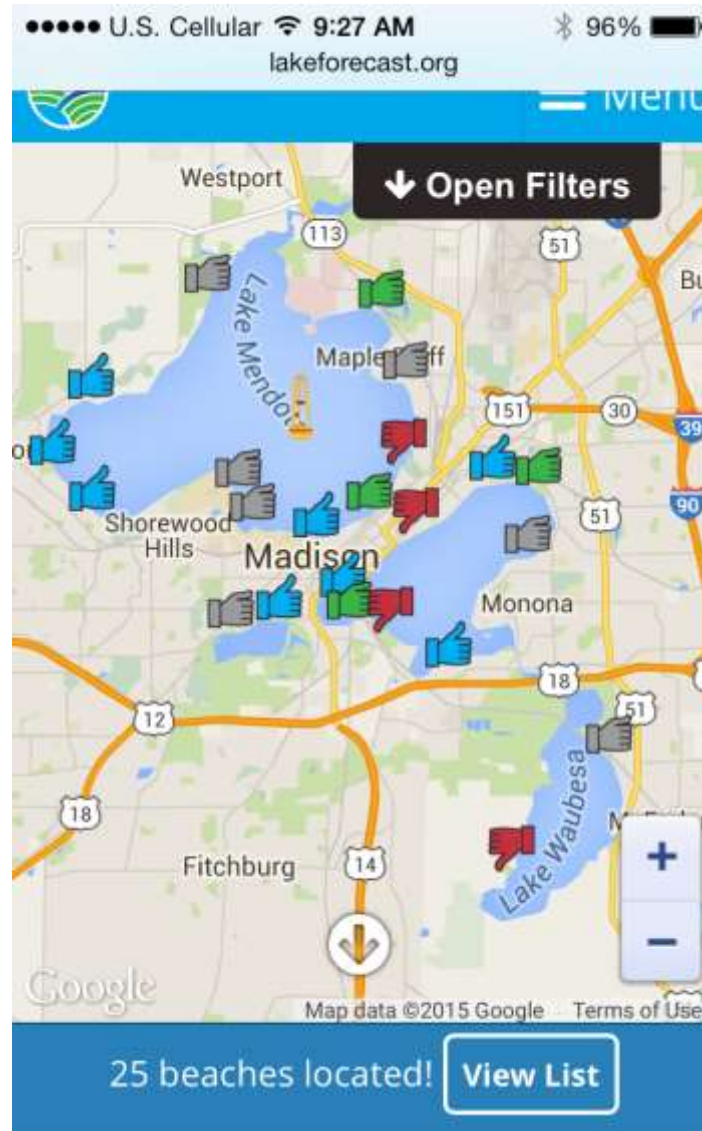 U.S. Cellular 9:27 AM 96%
lakeforecast.org
Menu
Westport
Open Filters
113
51
Lake Mendota
151
30
39
90
51
Shorewood
Hills
Madison
Monona
18
12
51
18
Lake Waubesa
Fitchburg
14
+
−
Google
Map data ©2015 Google Terms of Use
25 beaches located! View List